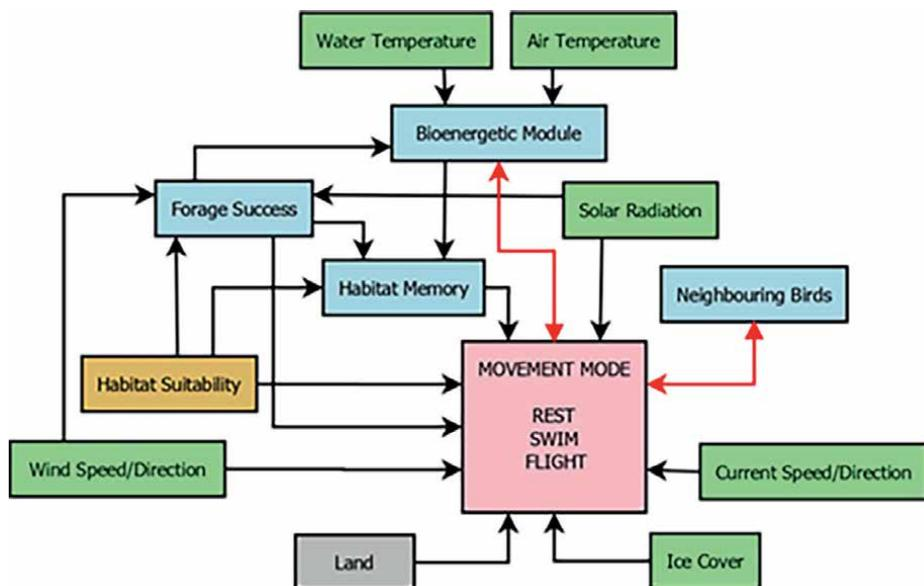 Water Temperature
Air Temperature
Bioenergetic Module
Forage Success
Solar Radiation
Habitat Memory
Neighbouring Birds
Habitat Suitability
MOVEMENT MODE
REST
SWIM
FLIGHT
Wind Speed/Direction
Current Speed/Direction
Land
Ice Cover